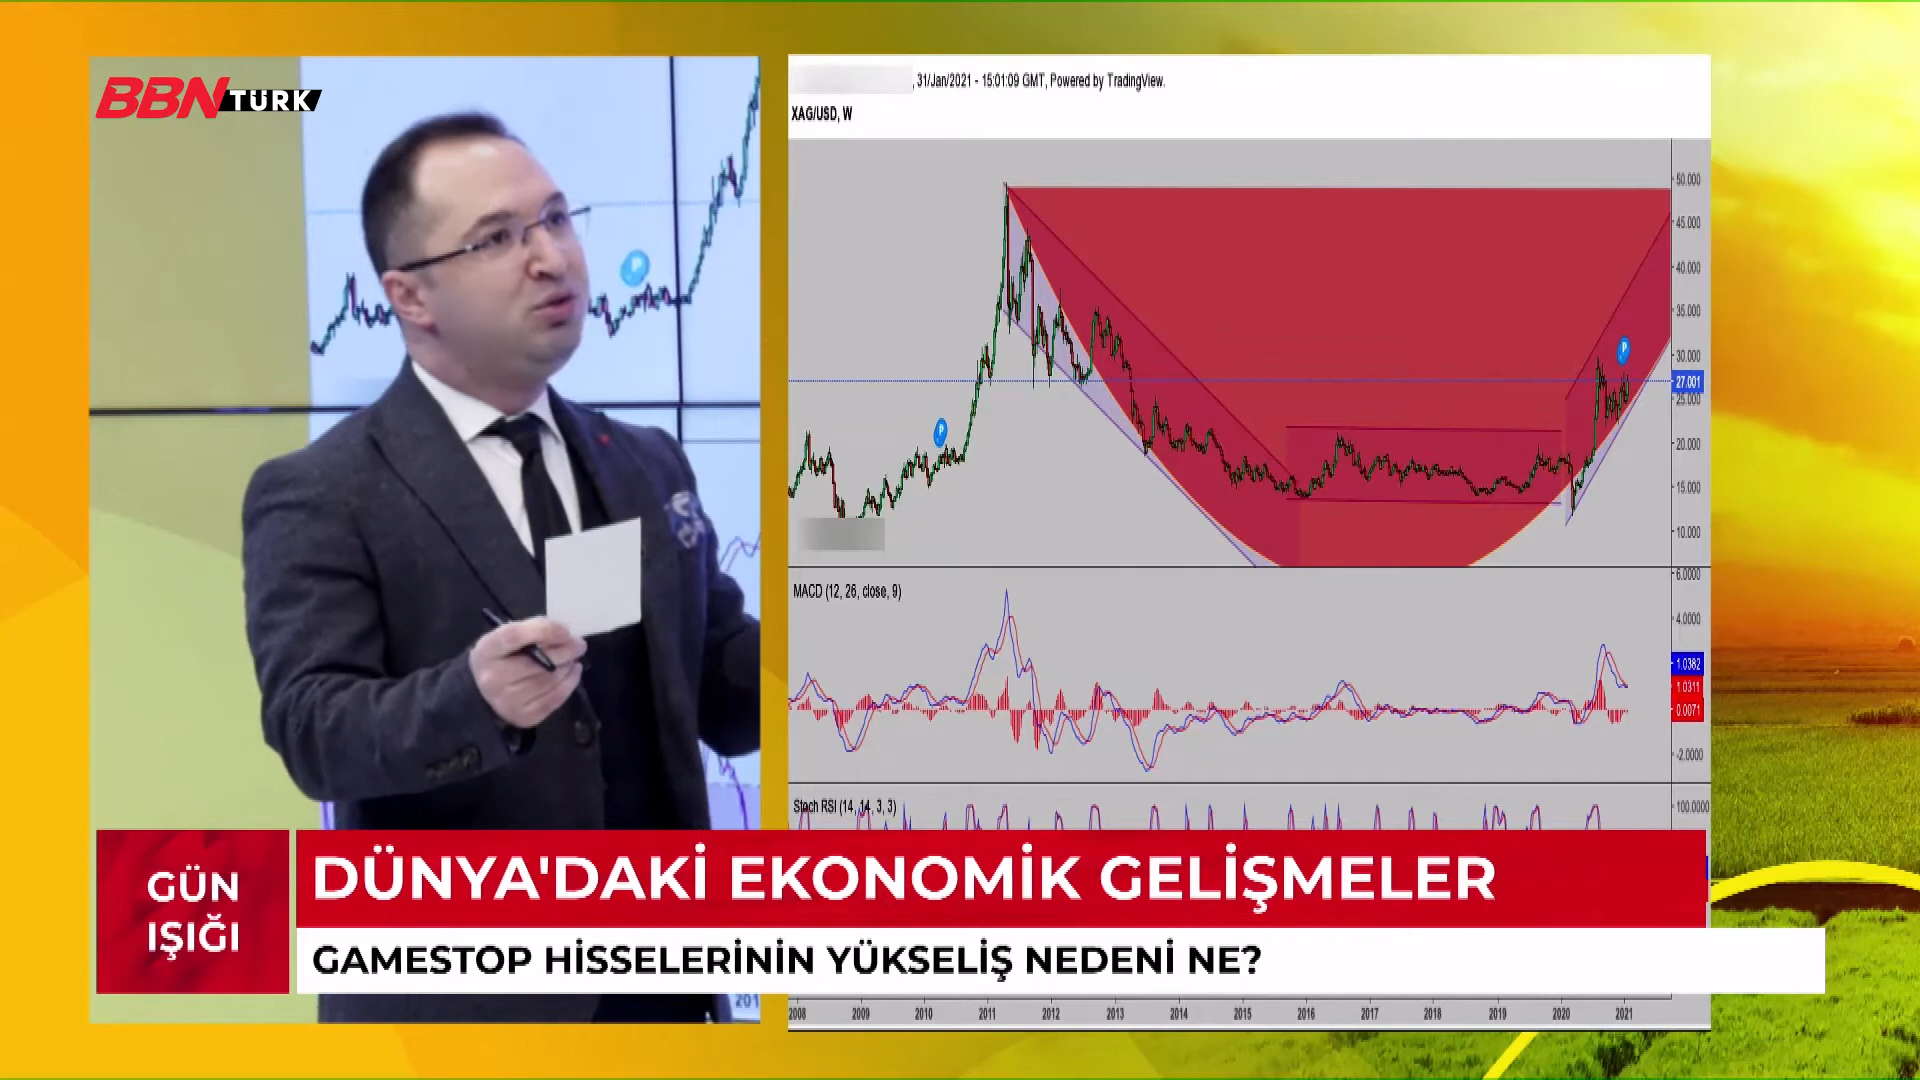 BBN TÜRK
, 31/Jan/2021 - 15:01:09 GMT, Powered by TradingView.
XAG/USD, W
50.000
45.000
40.000
35.000
30.000
27.001
25.000
20.000
15.000
10.000
P
P
P
MACD (12, 26, close, 9)
6.0000
4.0000
1.0382
1.0311
0.0071
-2.0000
Stoch RSI (14, 14, 3, 3)
100.0000
GÜN
IŞIĞI
DÜNYA'DAKİ EKONOMİK GELİŞMELER
GAMESTOP HİSSELERİNİN YÜKSELİŞ NEDENİ NE?
201
2008 2009 2010 2011 2012 2013 2014 2015 2016 2017 2018 2019 2020 2021